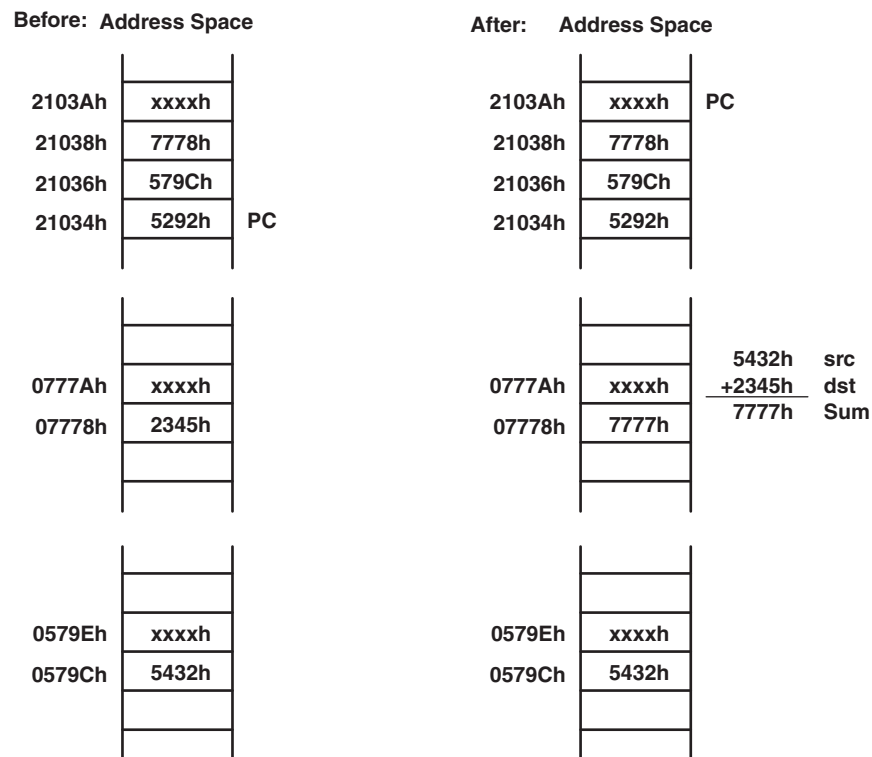 Before: Address Space
After: Address Space
2103Ah xxxxh
21038h 7778h
21036h 579Ch
21034h 5292h PC
2103Ah xxxxh PC
21038h 7778h
21036h 579Ch
21034h 5292h
0777Ah xxxxh
07778h 2345h
0777Ah xxxxh
07778h 7777h
5432h src
+2345h dst
7777h Sum
0579Eh xxxxh
0579Ch 5432h
0579Eh xxxxh
0579Ch 5432h